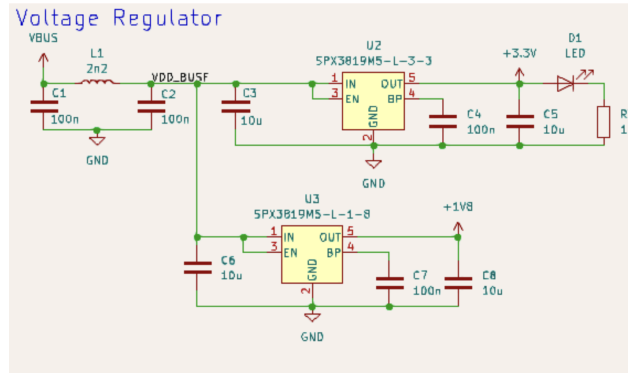 Voltage Regulator
VBUS
L1
2n2
VDD_BUSF
C1
100n
C2
100n
GND
C3
10u
U2
SPX3819M5-L-3-3
1 IN OUT 5
3 EN BP 4
GND
2
GND
C4
100n
+3.3V
C5
10u
D1
LED
R
1
U3
SPX3819M5-L-1-8
1 IN OUT 5
3 EN BP 4
GND
2
GND
C6
10u
C7
100n
+1V8
C8
10u